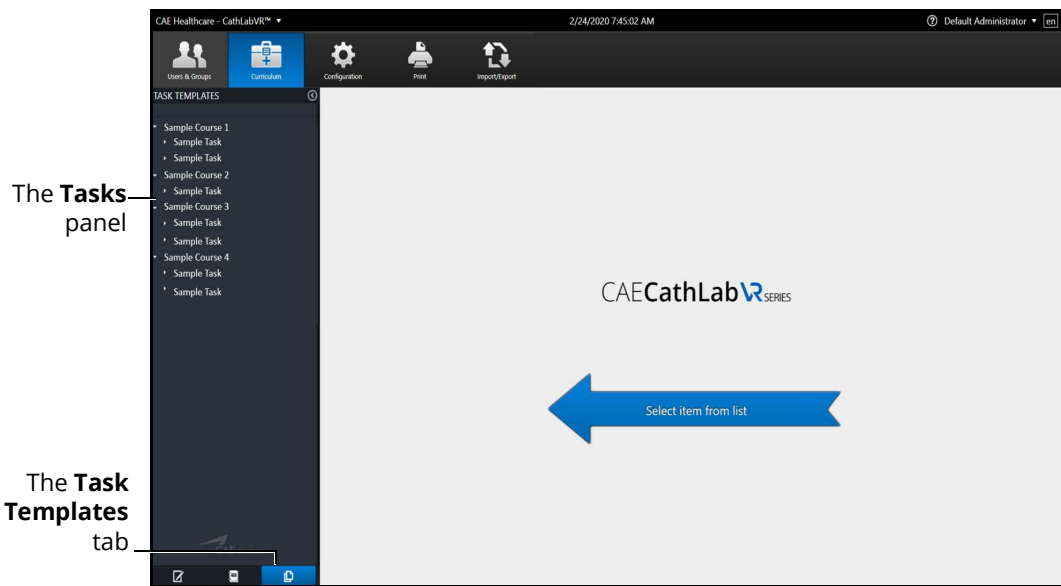 CAE Healthcare - CathLabVR™
2/24/2020 7:45:02 AM
Default Administrator
en
Users & Groups
Curriculum
Configuration
Print
Import/Export
TASK TEMPLATES
Sample Course 1
Sample Task
Sample Task
Sample Course 2
Sample Task
Sample Course 3
Sample Task
Sample Task
Sample Course 4
Sample Task
Sample Task
The Tasks
panel
CAECathLabVR SERIES
Select item from list
The Task
Templates
tab